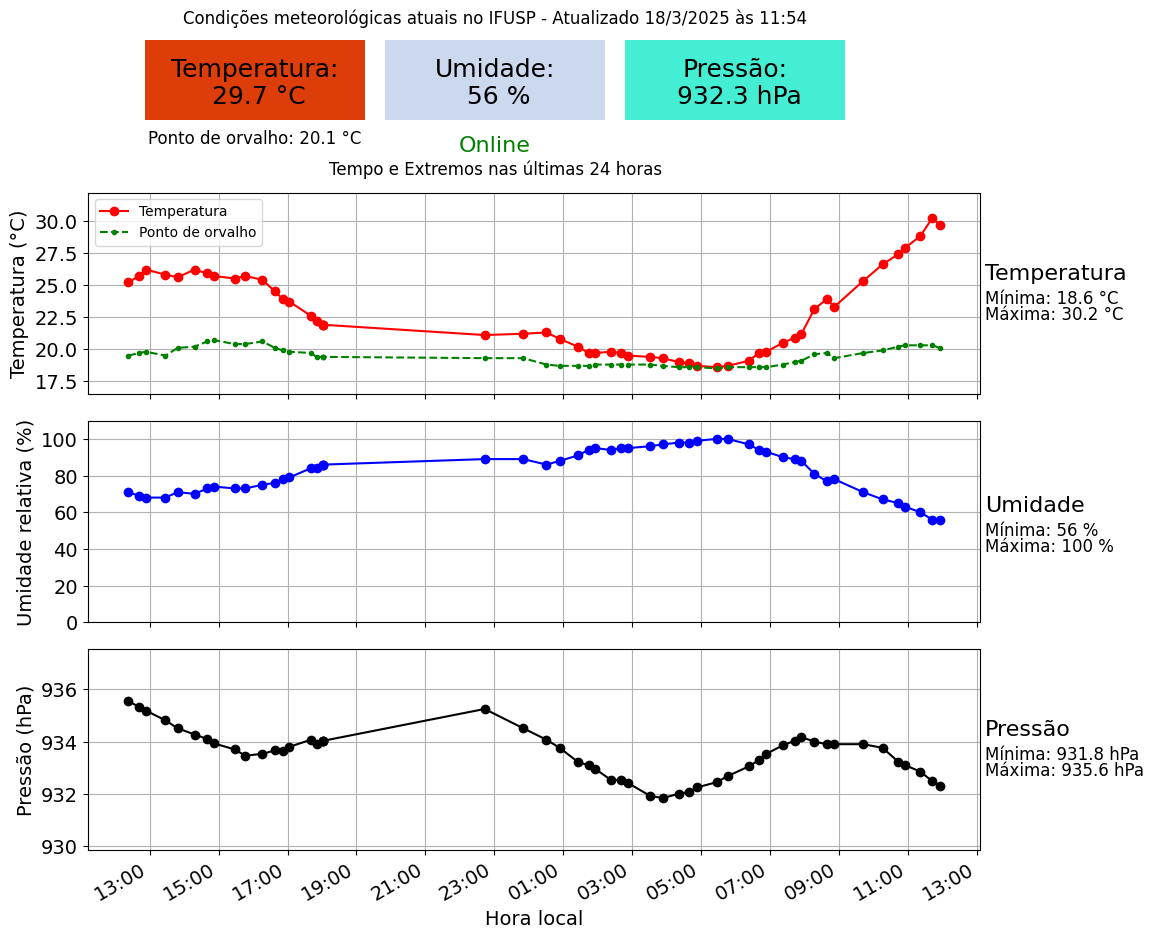 Condições meteorológicas atuais no IFUSP - Atualizado 18/3/2025 às 11:54
Temperatura:
29.7 °C
Umidade:
56 %
Pressão:
932.3 hPa
Ponto de orvalho: 20.1 °C
Online
Tempo e Extremos nas últimas 24 horas
Temperatura (°C)
30.0
27.5
25.0
22.5
20.0
17.5
Temperatura
Ponto de orvalho
Temperatura
Mínima: 18.6 °C
Máxima: 30.2 °C
Umidade relativa (%)
100
80
60
40
20
0
Umidade
Mínima: 56 %
Máxima: 100 %
Pressão (hPa)
936
934
932
930
Pressão
Mínima: 931.8 hPa
Máxima: 935.6 hPa
13:00 15:00 17:00 19:00 21:00 23:00 01:00 03:00 05:00 07:00 09:00 11:00 13:00
Hora local